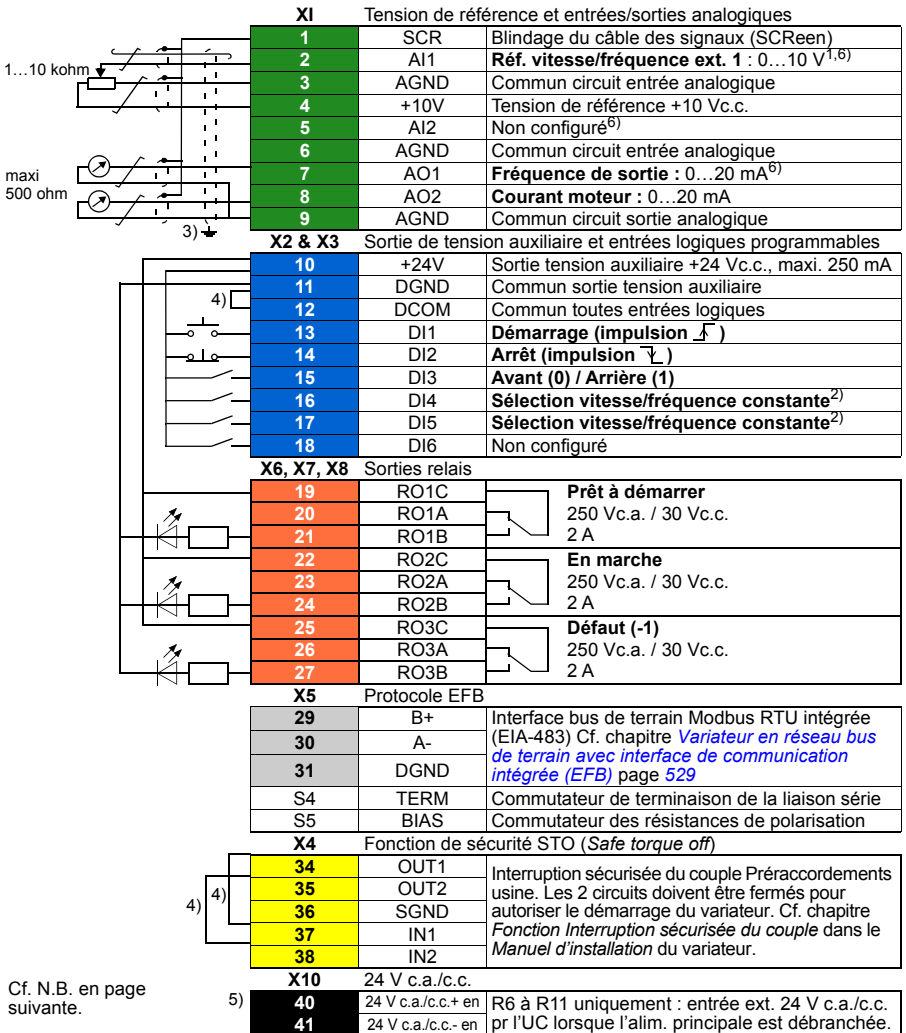 XI Tension de référence et entrées/sorties analogiques
1 SCR Blindage du câble des signaux (SCReen)
1…10 kohm 2 AI1 Réf. vitesse/fréquence ext. 1 : 0…10 V1,6)
3 AGND Commun circuit entrée analogique
4 +10V Tension de référence +10 Vc.c.
5 AI2 Non configuré6)
6 AGND Commun circuit entrée analogique
maxi 7 AO1 Fréquence de sortie : 0…20 mA6)
500 ohm 8 AO2 Courant moteur : 0…20 mA
9 AGND Commun circuit sortie analogique
3)
X2 & X3 Sortie de tension auxiliaire et entrées logiques programmables
10 +24V Sortie tension auxiliaire +24 Vc.c., maxi. 250 mA
11 DGND Commun sortie tension auxiliaire
4) 12 DCOM Commun toutes entrées logiques
13 DI1 Démarrage (impulsion )
14 DI2 Arrêt (impulsion )
15 DI3 Avant (0) / Arrière (1)
16 DI4 Sélection vitesse/fréquence constante2)
17 DI5 Sélection vitesse/fréquence constante2)
18 DI6 Non configuré
X6, X7, X8 Sorties relais
19 RO1C Prêt à démarrer
20 RO1A 250 Vc.a. / 30 Vc.c.
21 RO1B 2 A
22 RO2C En marche
23 RO2A 250 Vc.a. / 30 Vc.c.
24 RO2B 2 A
25 RO3C Défaut (-1)
26 RO3A 250 Vc.a. / 30 Vc.c.
27 RO3B 2 A
X5 Protocole EFB
29 B+ Interface bus de terrain Modbus RTU intégrée
30 A- (EIA-483) Cf. chapitre Variateur en réseau bus
de terrain avec interface de communication
31 DGND intégrée (EFB) page 529
S4 TERM Commutateur de terminaison de la liaison série
S5 BIAS Commutateur des résistances de polarisation
X4 Fonction de sécurité STO (Safe torque off)
34 OUT1 Interruption sécurisée du couple Préraccordements
4) 4) 35 OUT2 usine. Les 2 circuits doivent être fermés pour
36 SGND autoriser le démarrage du variateur. Cf. chapitre
37 IN1 Fonction Interruption sécurisée du couple dans le
38 IN2 Manuel d'installation du variateur.
X10 24 V c.a./c.c.
Cf. N.B. en page
suivante.
5) 40 24 V c.a./c.c.+ en R6 à R11 uniquement : entrée ext. 24 V c.a./c.c.
41 24 V c.a./c.c.- en pr l'UC lorsque l'alim. principale est débranchée.